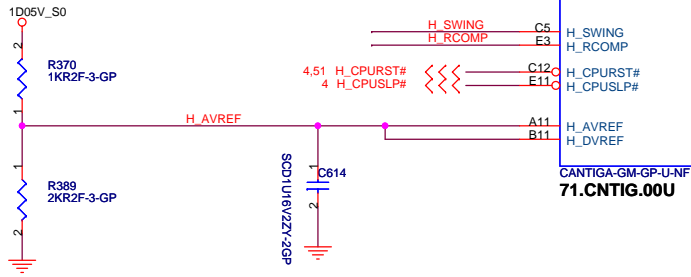 1D05V_S0
2
R370
1KR2F-3-GP
1
H_SWING C5 H_SWING
H_RCOMP E3 H_RCOMP
4,51 H_CPURST# C12 H_CPURST#
4 H_CPUSLP# E11 H_CPUSLP#
H_AVREF A11 H_AVREF
B11 H_DVREF
1
R389
2KR2F-3-GP
2
1
C614
2
SCD1U16V2ZY-2GP
CANTIGA-GM-GP-U-NF
71.CNTIG.00U